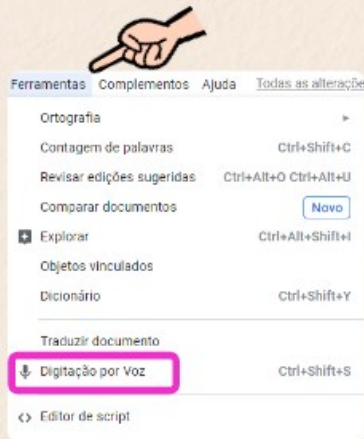 Ferramentas Complementos Ajuda Todas as alteraçõe
Ortografia
Contagem de palavras Ctrl+Shift+C
Revisar edições sugeridas Ctrl+Alt+O Ctrl+Alt+U
Comparar documentos Novo
Explorar Ctrl+Alt+Shift+I
Objetos vinculados
Dicionário Ctrl+Shift+Y
Traduzir documento
Digitação por Voz Ctrl+Shift+S
Editor de script